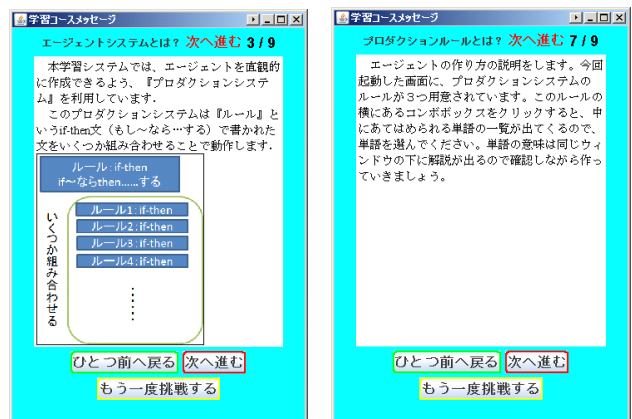 学習コースメッセージ
エージェントシステムとは? 次へ進む 3 / 9
本学習システムでは、エージェントを直観的
に作成できるよう、『プロダクションシステ
ム』を利用しています.
このプロダクションシステムは『ルール』と
いうif-then文（もし～なら…する）で書かれた
文をいくつか組み合わせることで動作します.
ルール：if-then
if～ならthen……する
いくつか組み合わせる
ルール1：if-then
ルール2：if-then
ルール3：if-then
ルール4：if-then
ひとつ前へ戻る 次へ進む
もう一度挑戦する
学習コースメッセージ
プロダクションルールとは? 次へ進む 7 / 9
エージェントの作り方の説明をします。今回
起動した画面に、プロダクションシステムの
ルールが３つ用意されています。このルールの
横にあるコンボボックスをクリックすると、中
にあてはめられる単語の一覧が出てくるので、
単語を選んでください。単語の意味は同じウィ
ンドウの下に解説が出るので確認しながら作っ
ていきましょう。
ひとつ前へ戻る 次へ進む
もう一度挑戦する